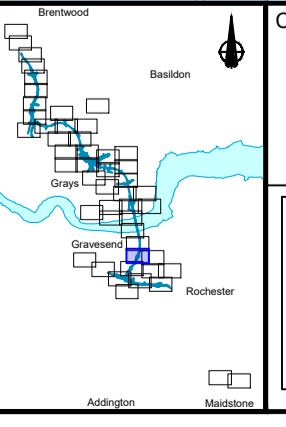 Brentwood
C
Basildon
Grays
Gravesend
Rochester
Addington
Maidstone